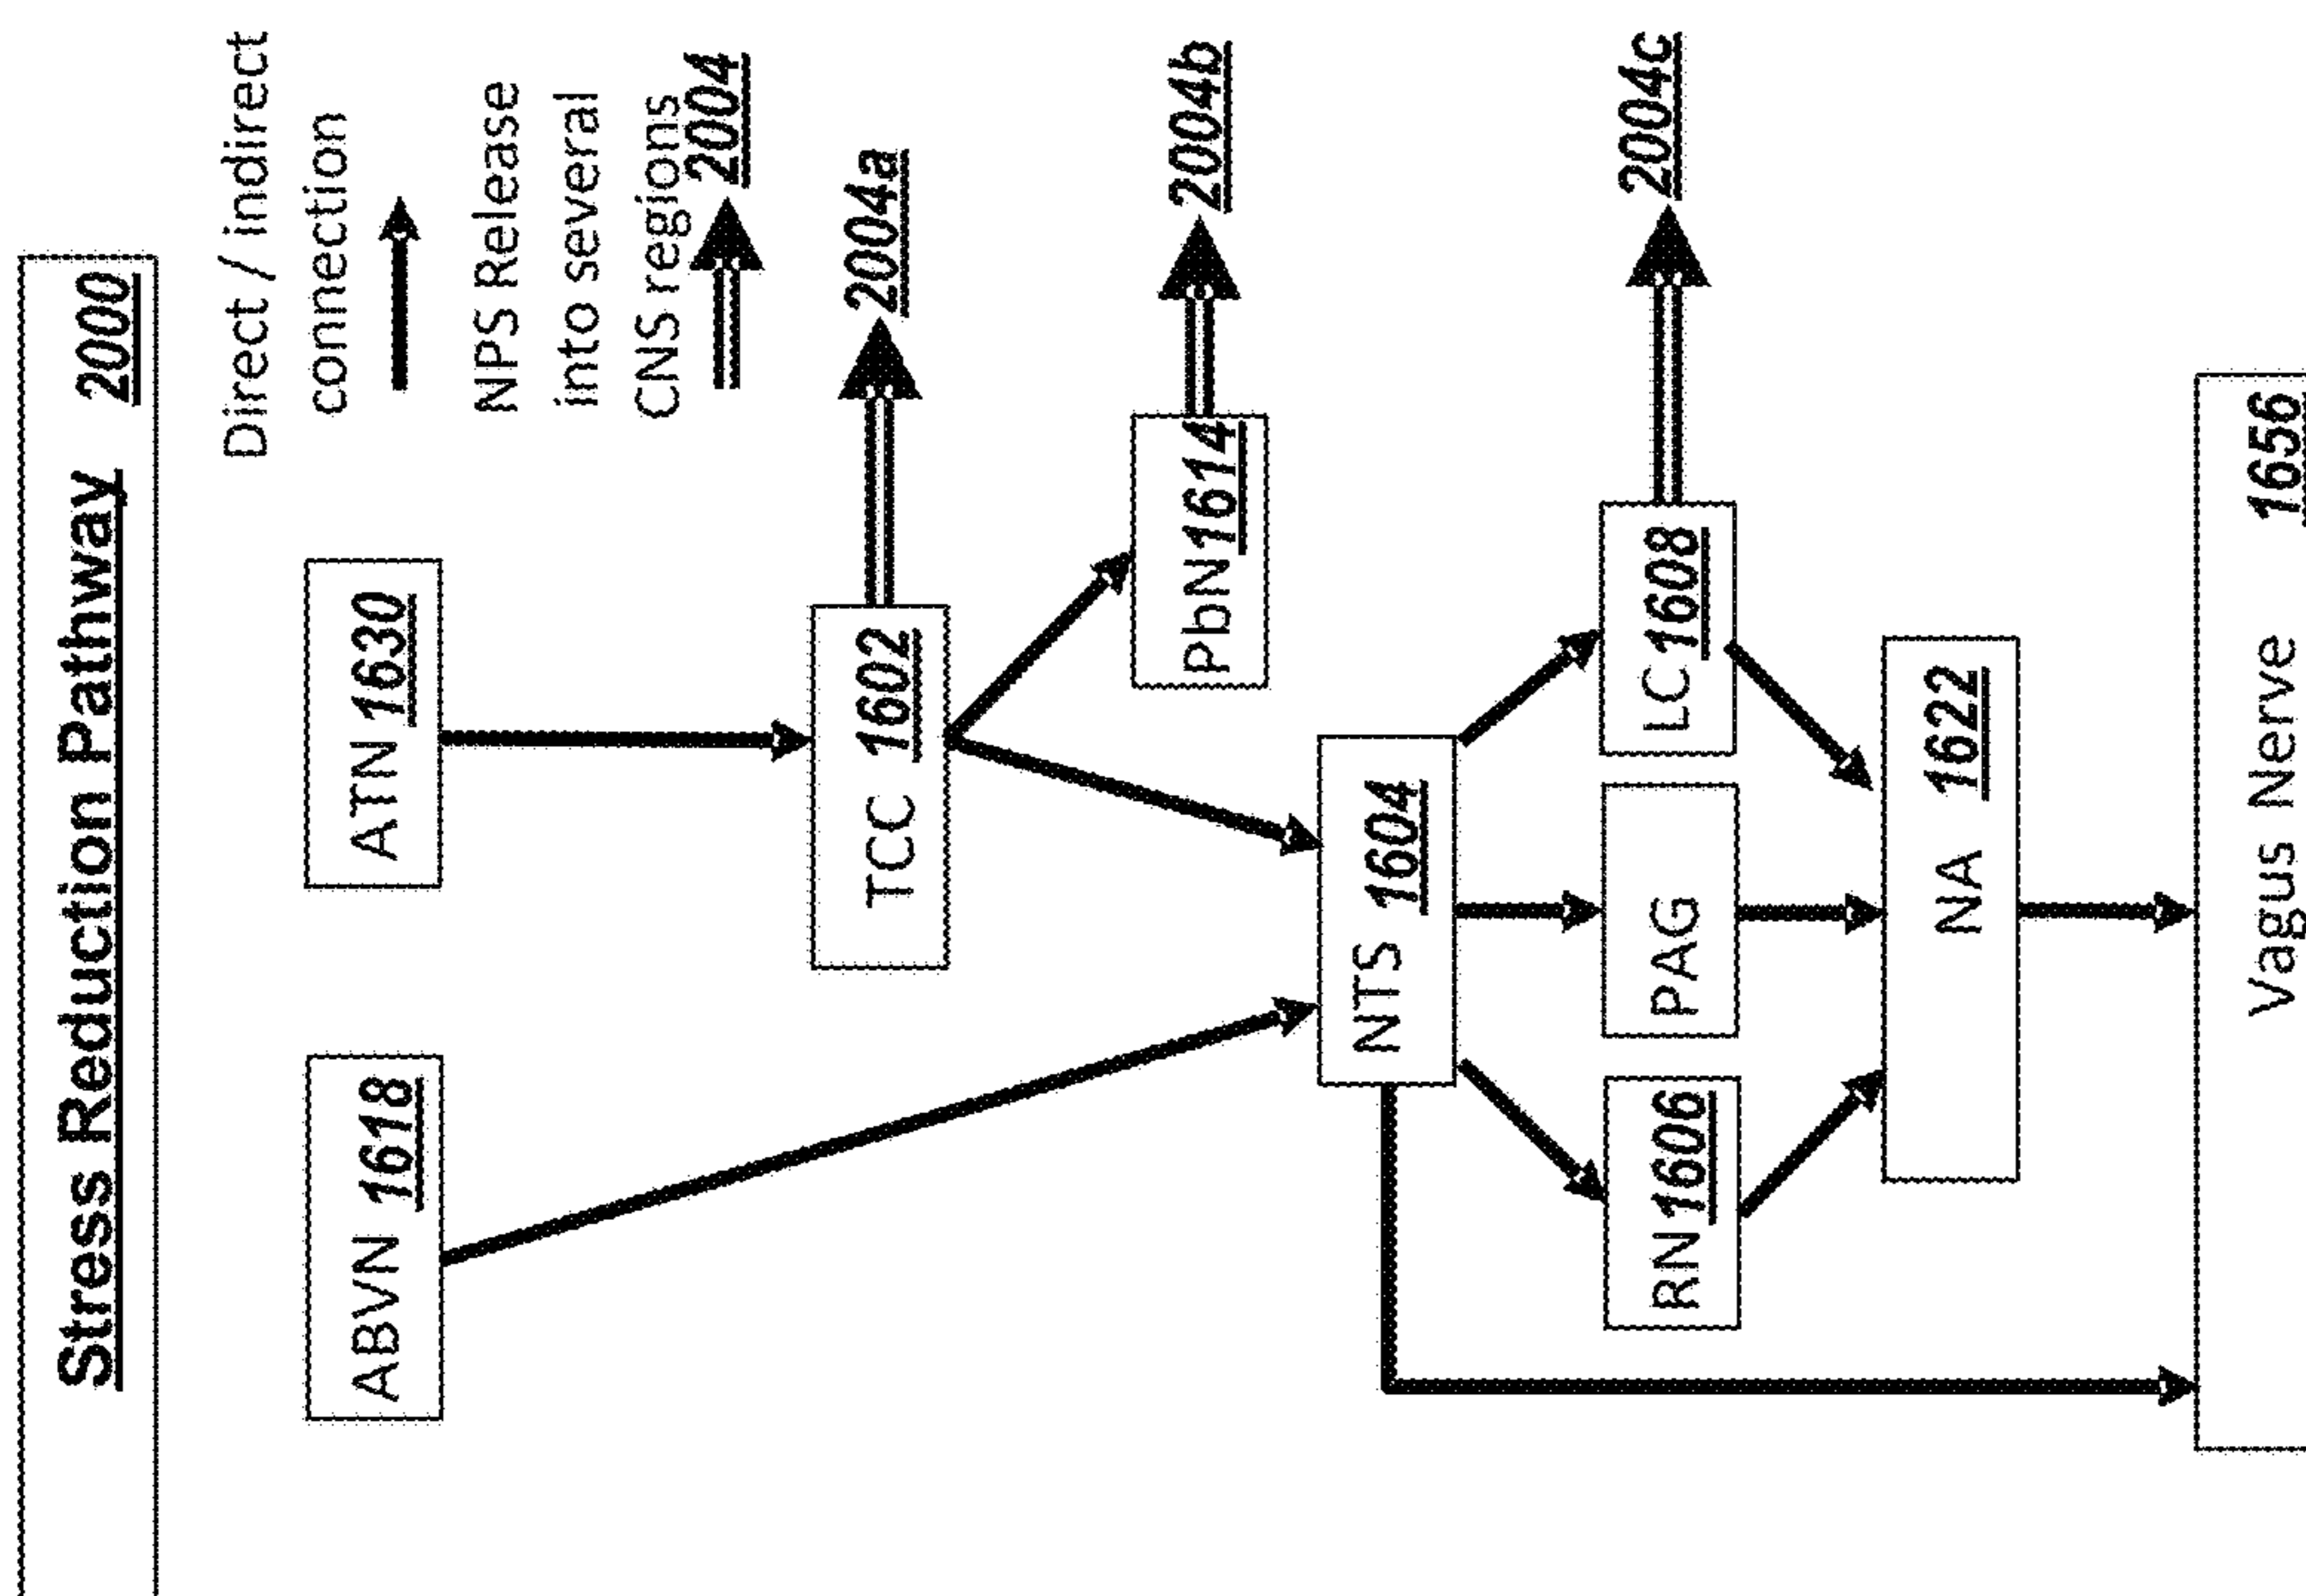 Stress Reduction Pathway 2000
Direct / indirect
connection
NPS Release
into several
CNS regions
2004
ABVN 1618
ATN 1630
TCC 1602
2004a
PbN 1614
2004b
NTS 1604
RN 1606
PAG
LC 1608
2004c
NA 1622
Vagus Nerve 1656